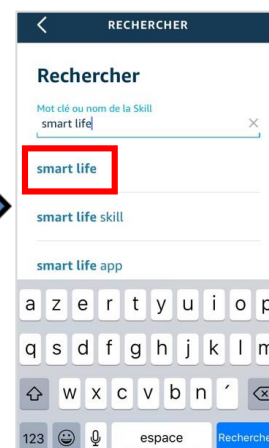 RECHERCHER
Rechercher
Mot clé ou nom de la Skill
smart life
smart life
smart life skill
smart life app
a z e r t y u i o p
q s d f g h j k l m
w x c v b n ´
123 espace Recherche